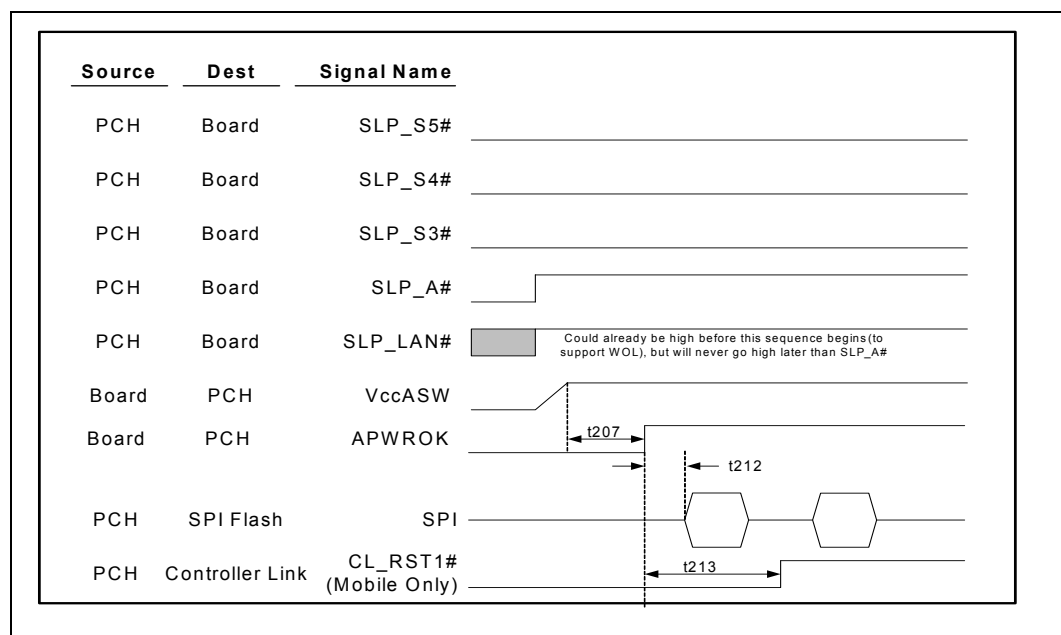 Source Dest Signal Name
PCH Board SLP_S5#
PCH Board SLP_S4#
PCH Board SLP_S3#
PCH Board SLP_A#
PCH Board SLP_LAN# Could already be high before this sequence begins(to
support WOL), but will never go high later than SLP_A#
Board PCH VccASW
Board PCH APWROK t207
t212
PCH SPI Flash SPI
PCH Controller Link CL_RST1# t213
(Mobile Only)